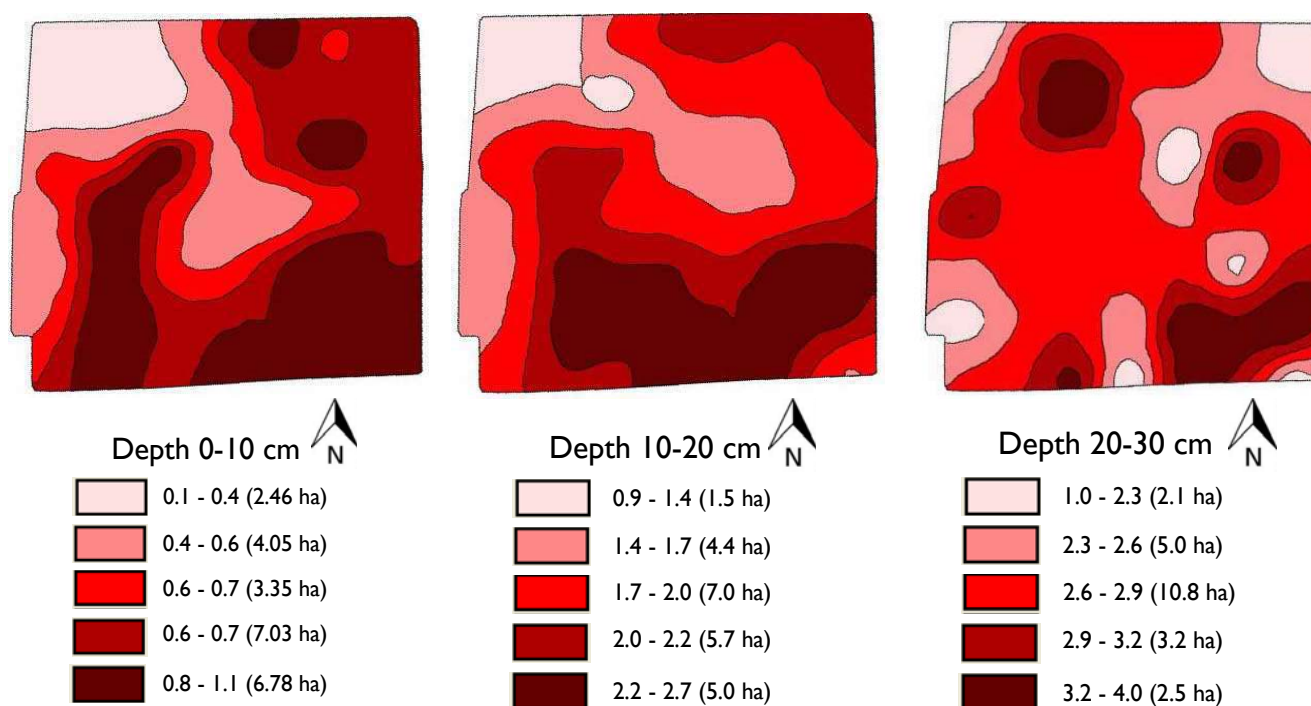 Depth 0-10 cm
N
0.1 - 0.4 (2.46 ha)
0.4 - 0.6 (4.05 ha)
0.6 - 0.7 (3.35 ha)
0.6 - 0.7 (7.03 ha)
0.8 - 1.1 (6.78 ha)
Depth 10-20 cm
N
0.9 - 1.4 (1.5 ha)
1.4 - 1.7 (4.4 ha)
1.7 - 2.0 (7.0 ha)
2.0 - 2.2 (5.7 ha)
2.2 - 2.7 (5.0 ha)
Depth 20-30 cm
N
1.0 - 2.3 (2.1 ha)
2.3 - 2.6 (5.0 ha)
2.6 - 2.9 (10.8 ha)
2.9 - 3.2 (3.2 ha)
3.2 - 4.0 (2.5 ha)